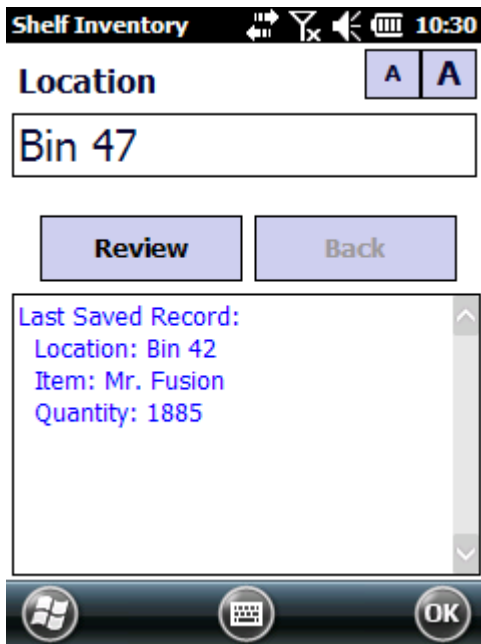 Shelf Inventory 10:30
Location A A
Bin 47
Review Back
Last Saved Record:
Location: Bin 42
Item: Mr. Fusion
Quantity: 1885
OK